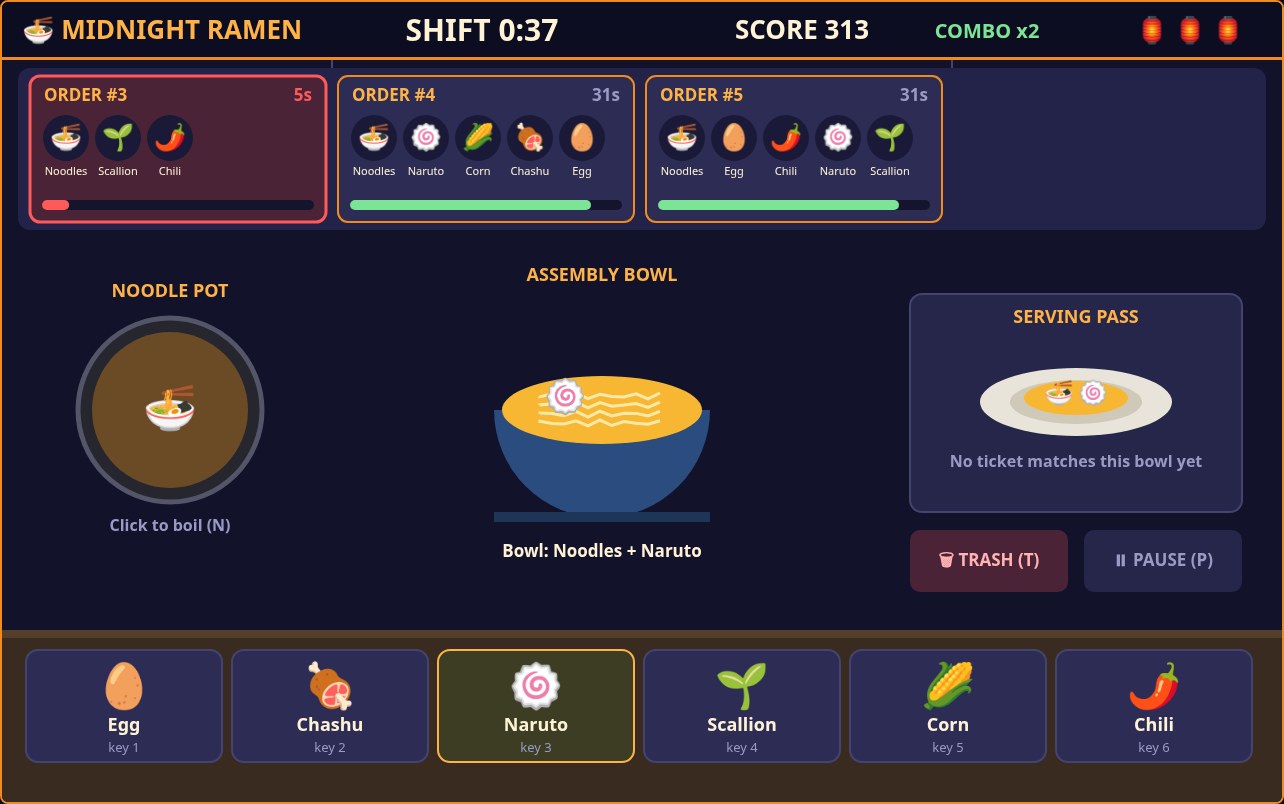 MIDNIGHT RAMEN SHIFT 0:37 SCORE 313 COMBO x2
ORDER #3 5s
Noodles Scallion Chili
ORDER #4 31s
Noodles Naruto Corn Chashu Egg
ORDER #5 31s
Noodles Egg Chili Naruto Scallion
NOODLE POT
Click to boil (N)
ASSEMBLY BOWL
Bowl: Noodles + Naruto
SERVING PASS
No ticket matches this bowl yet
TRASH (T)
PAUSE (P)
Egg
key 1
Chashu
key 2
Naruto
key 3
Scallion
key 4
Corn
key 5
Chili
key 6